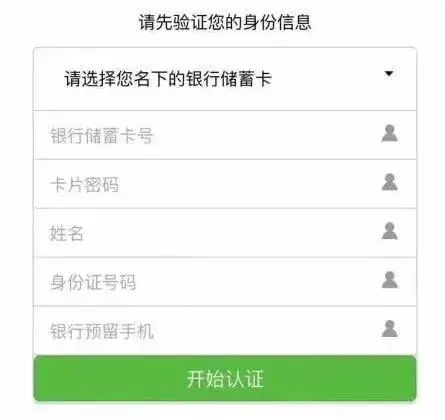 请先验证您的身份信息
请选择您名下的银行储蓄卡
银行储蓄卡号
卡片密码
姓名
身份证号码
银行预留手机
开始认证